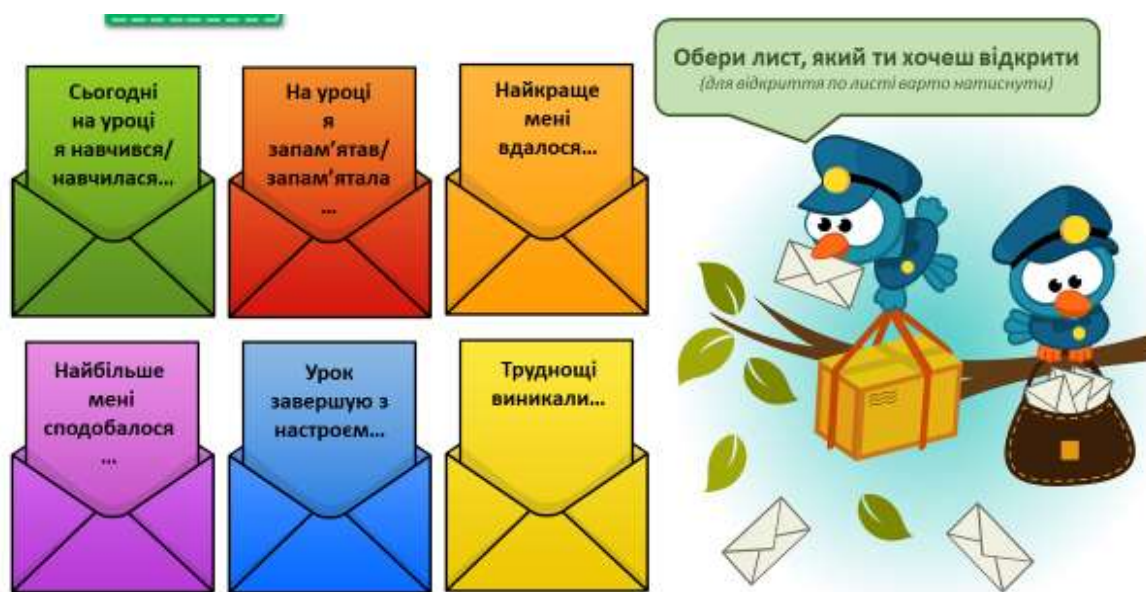 Обери лист, який ти хочеш відкрити
(для відкриття по листі варто натиснути)
Сьогодні
на уроці
я навчився/
навчилася...
На уроці
я
запам’ятав/
запам’ятала
...
Найкраще
мені
вдалося...
Найбільше
мені
сподобалося
...
Урок
завершую з
настроєм...
Труднощі
виникали...